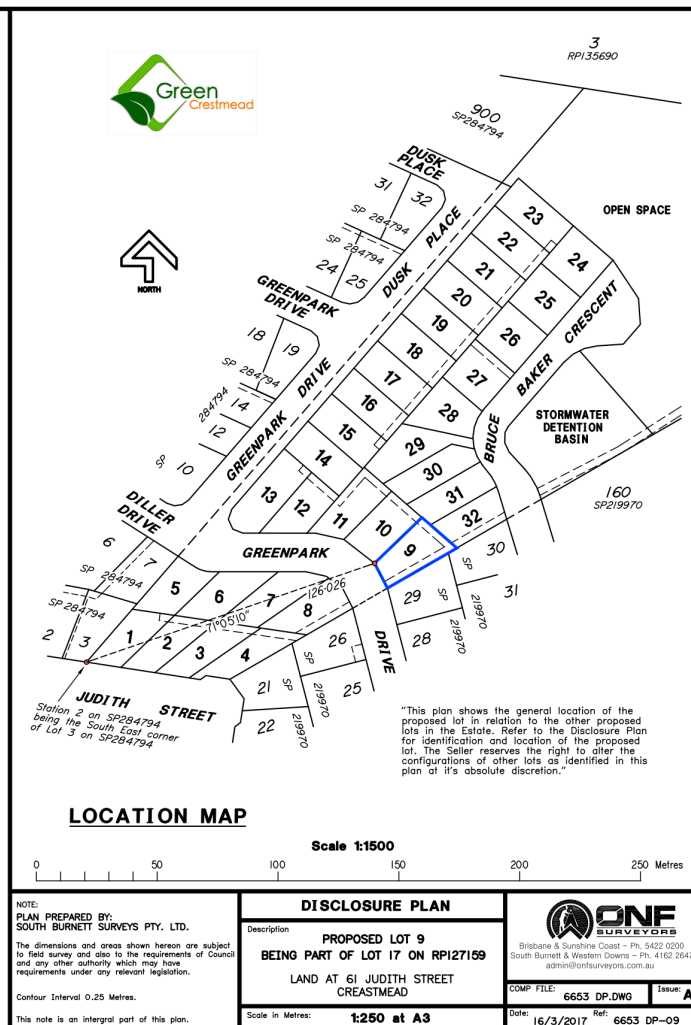 Green
Crestmead
3
RP135690
900
SP284794
DUSK
PLACE
31
32
SP 284794
SP 284794
24
25
DUSK PLACE
OPEN SPACE
NORTH
GREENPARK
DRIVE
18
19
SP 284794
284794
14
12
SP
10
GREENPARK DRIVE
23
22
21
20
19
18
17
16
15
14
13
12
11
10
9
24
25
26
27
28
29
30
31
32
BRUCE BAKER CRESCENT
STORMWATER
DETENTION
BASIN
160
SP219970
DILLER
DRIVE
6
7
SP 284794
SP 284794
2
3
GREENPARK
DRIVE
5
6
7
8
126·026
71°05'10"
1
2
3
4
30
SP
31
219970
29
SP
28
219970
26
25
21
SP
22
219970
219970
JUDITH STREET
Station 2 on SP284794
being the South East corner
of Lot 3 on SP284794
"This plan shows the general location of the
proposed lot in relation to the other proposed
lots in the Estate. Refer to the Disclosure Plan
for identification and location of the proposed
lot. The Seller reserves the right to alter the
configurations of other lots as identified in this
plan at it's absolute discretion."
LOCATION MAP
Scale 1:1500
0 50 100 150 200 250 Metres
NOTE:
PLAN PREPARED BY:
SOUTH BURNETT SURVEYS PTY. LTD.
The dimensions and areas shown hereon are subject
to field survey and also to the requirements of Council
and any other authority which may have
requirements under any relevant legislation.
Contour Interval 0.25 Metres.
This note is an intergral part of this plan.
DISCLOSURE PLAN
Description
PROPOSED LOT 9
BEING PART OF LOT 17 ON RP127159
LAND AT 61 JUDITH STREET
CREASTMEAD
Scale in Metres: 1:250 at A3
ONF
SURVEYORS
Brisbane & Sunshine Coast - Ph. 5422 0200
South Burnett & Western Downs - Ph. 4162 2647
admin@onfsurveyors.com.au
COMP FILE: 6653 DP.DWG
Issue: A
Date: 16/3/2017
Ref: 6653 DP-09